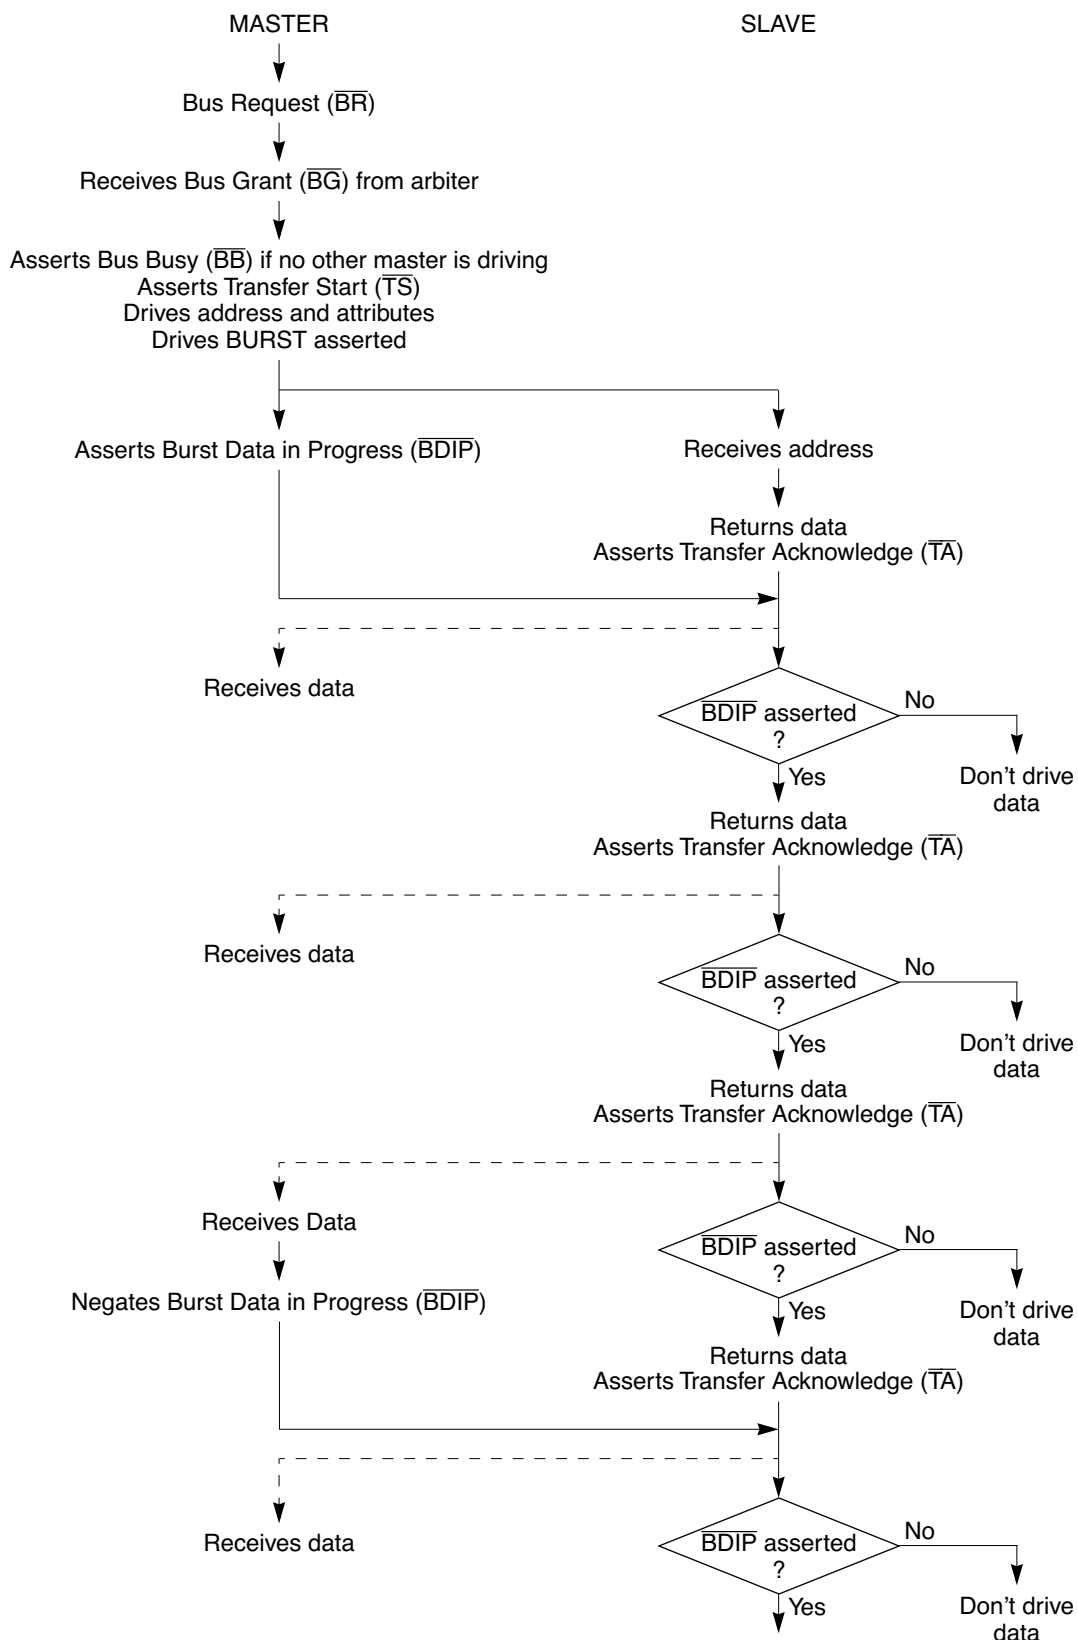 MASTER
SLAVE
Bus Request (BR)
Receives Bus Grant (BG) from arbiter
Asserts Bus Busy (BB) if no other master is driving
Asserts Transfer Start (TS)
Drives address and attributes
Drives BURST asserted
Asserts Burst Data in Progress (BDIP)
Receives address
Returns data
Asserts Transfer Acknowledge (TA)
Receives data
BDIP asserted
?
No
Yes
Don't drive
data
Returns data
Asserts Transfer Acknowledge (TA)
Receives data
BDIP asserted
?
No
Yes
Don't drive
data
Returns data
Asserts Transfer Acknowledge (TA)
Receives Data
BDIP asserted
?
No
Negates Burst Data in Progress (BDIP)
Yes
Don't drive
data
Returns data
Asserts Transfer Acknowledge (TA)
Receives data
BDIP asserted
?
No
Yes
Don't drive
data